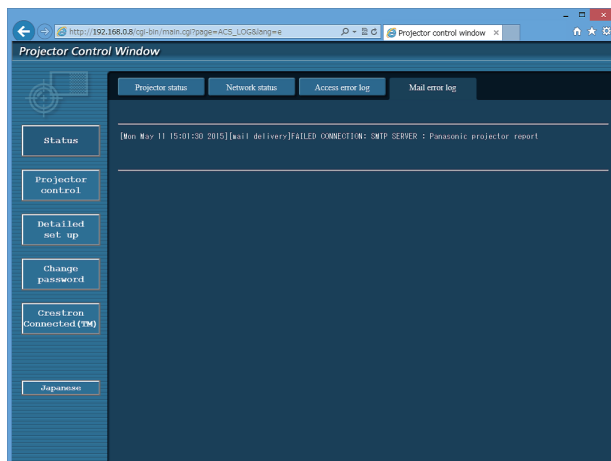 http://192.168.0.8/cgi-bin/main.cgi?page=ACS_LOG&lang=e
Projector control window
Projector Control Window
Projector status
Network status
Access error log
Mail error log
[Mon May 11 15:01:30 2015][mail delivery]FAILED CONNECTION: SMTP SERVER : Panasonic projector report
Status
Projector
control
Detailed
set up
Change
password
Crestron
Connected(TM)
Japanese